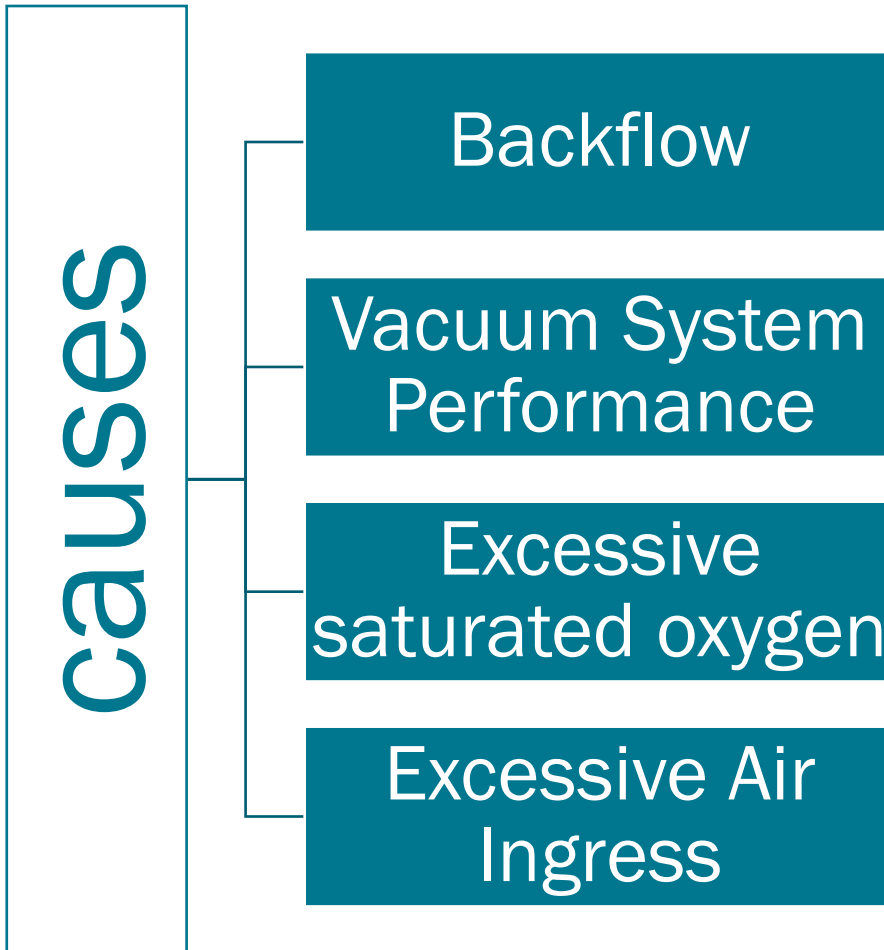 causes
Backflow
Vacuum System
Performance
Excessive
saturated oxygen
Excessive Air
Ingress